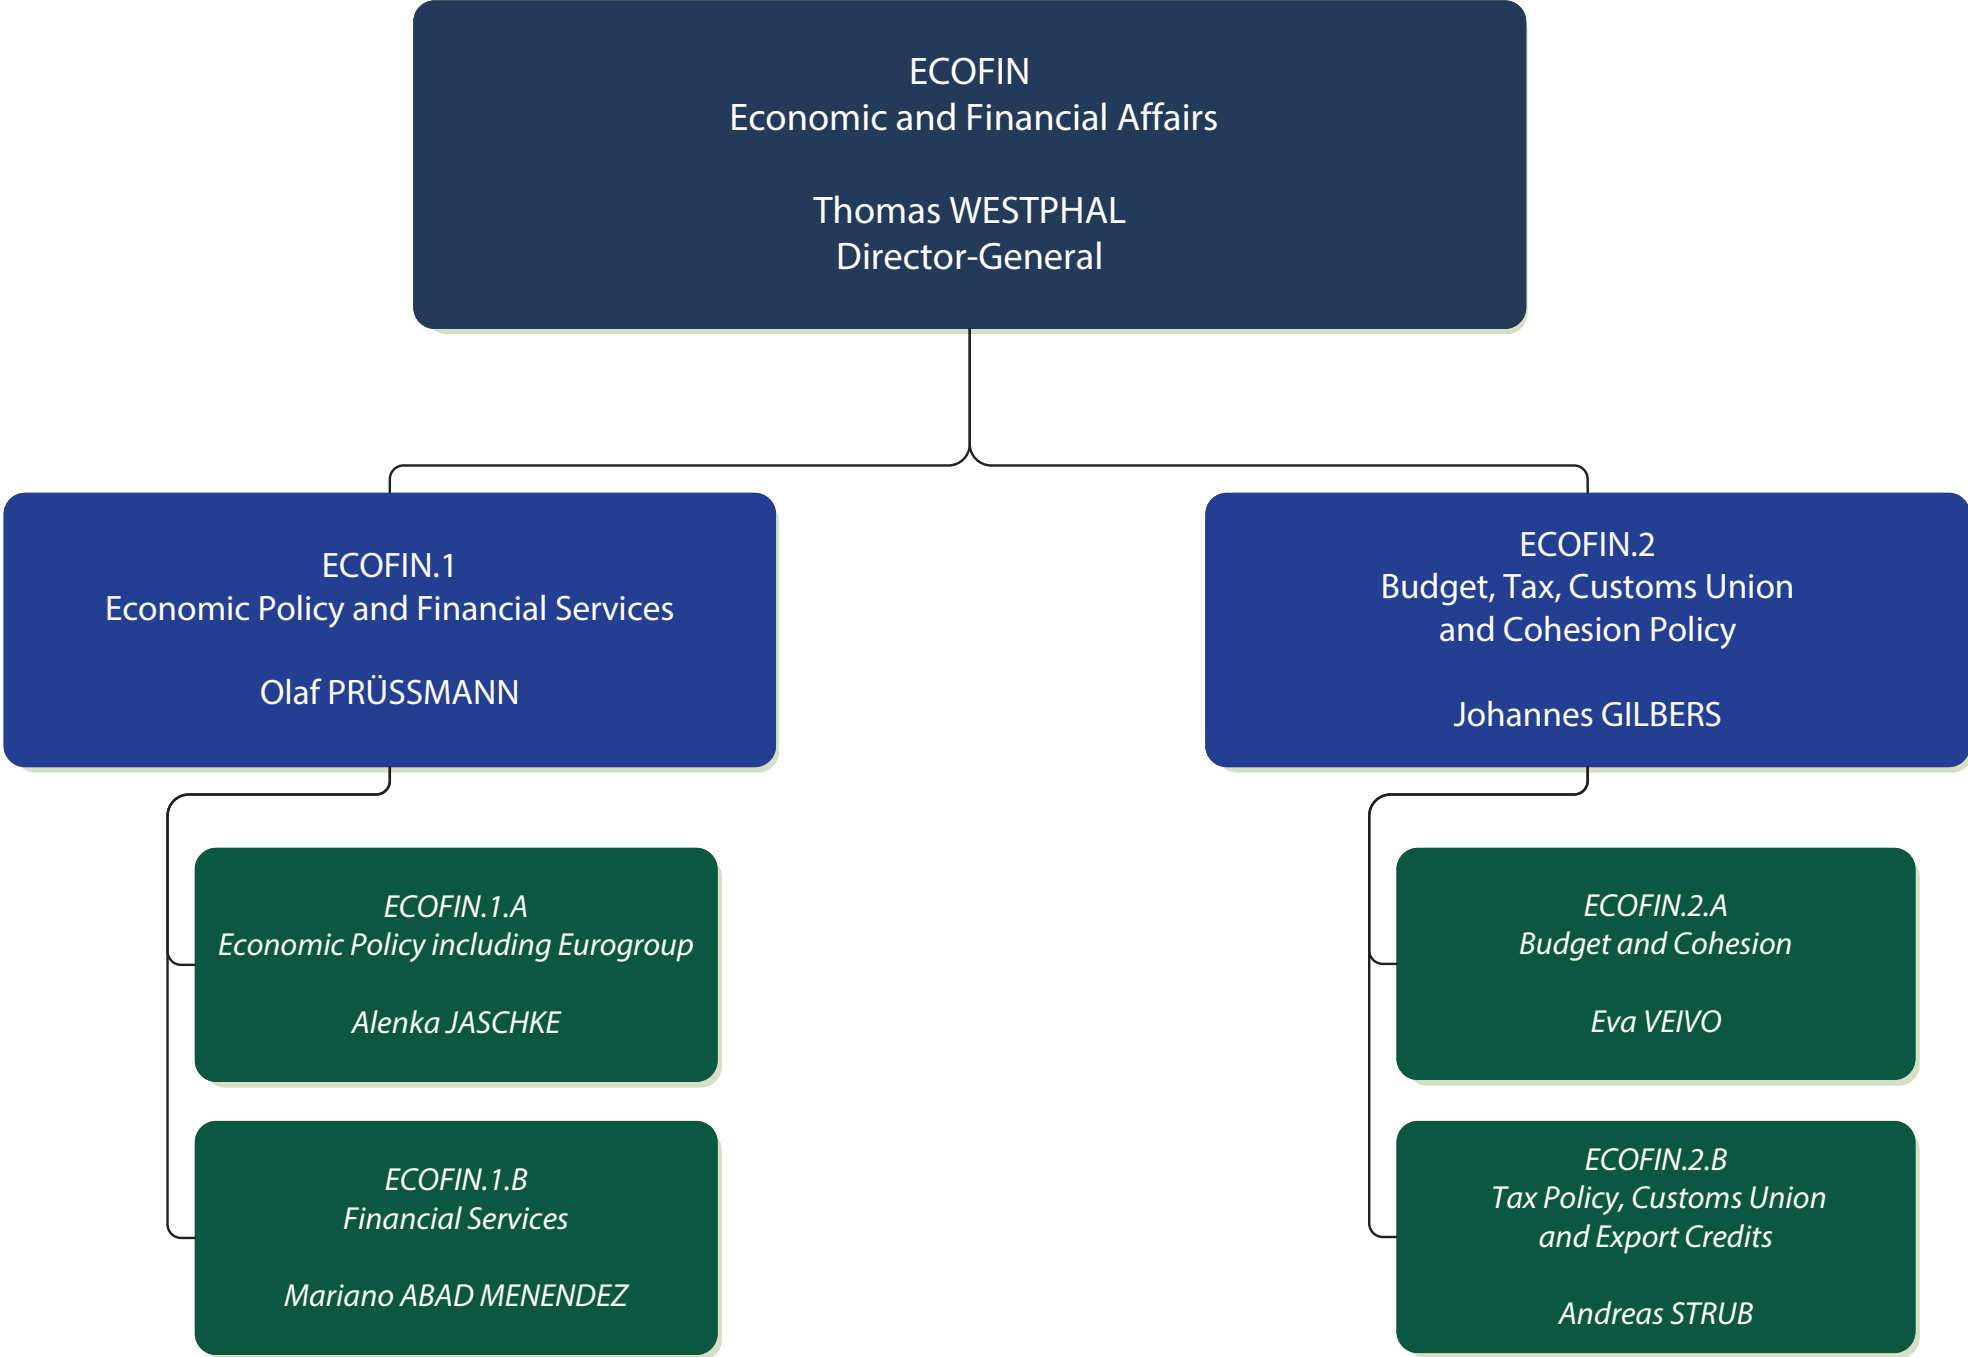 ECOFIN
Economic and Financial Affairs
Thomas WESTPHAL
Director-General
ECOFIN.1
Economic Policy and Financial Services
Olaf PRÜSSMANN
ECOFIN.2
Budget, Tax, Customs Union
and Cohesion Policy
Johannes GILBERS
ECOFIN.1.A
Economic Policy including Eurogroup
Alenka JASCHKE
ECOFIN.1.B
Financial Services
Mariano ABAD MENENDEZ
ECOFIN.2.A
Budget and Cohesion
Eva VEIVO
ECOFIN.2.B
Tax Policy, Customs Union
and Export Credits
Andreas STRUB